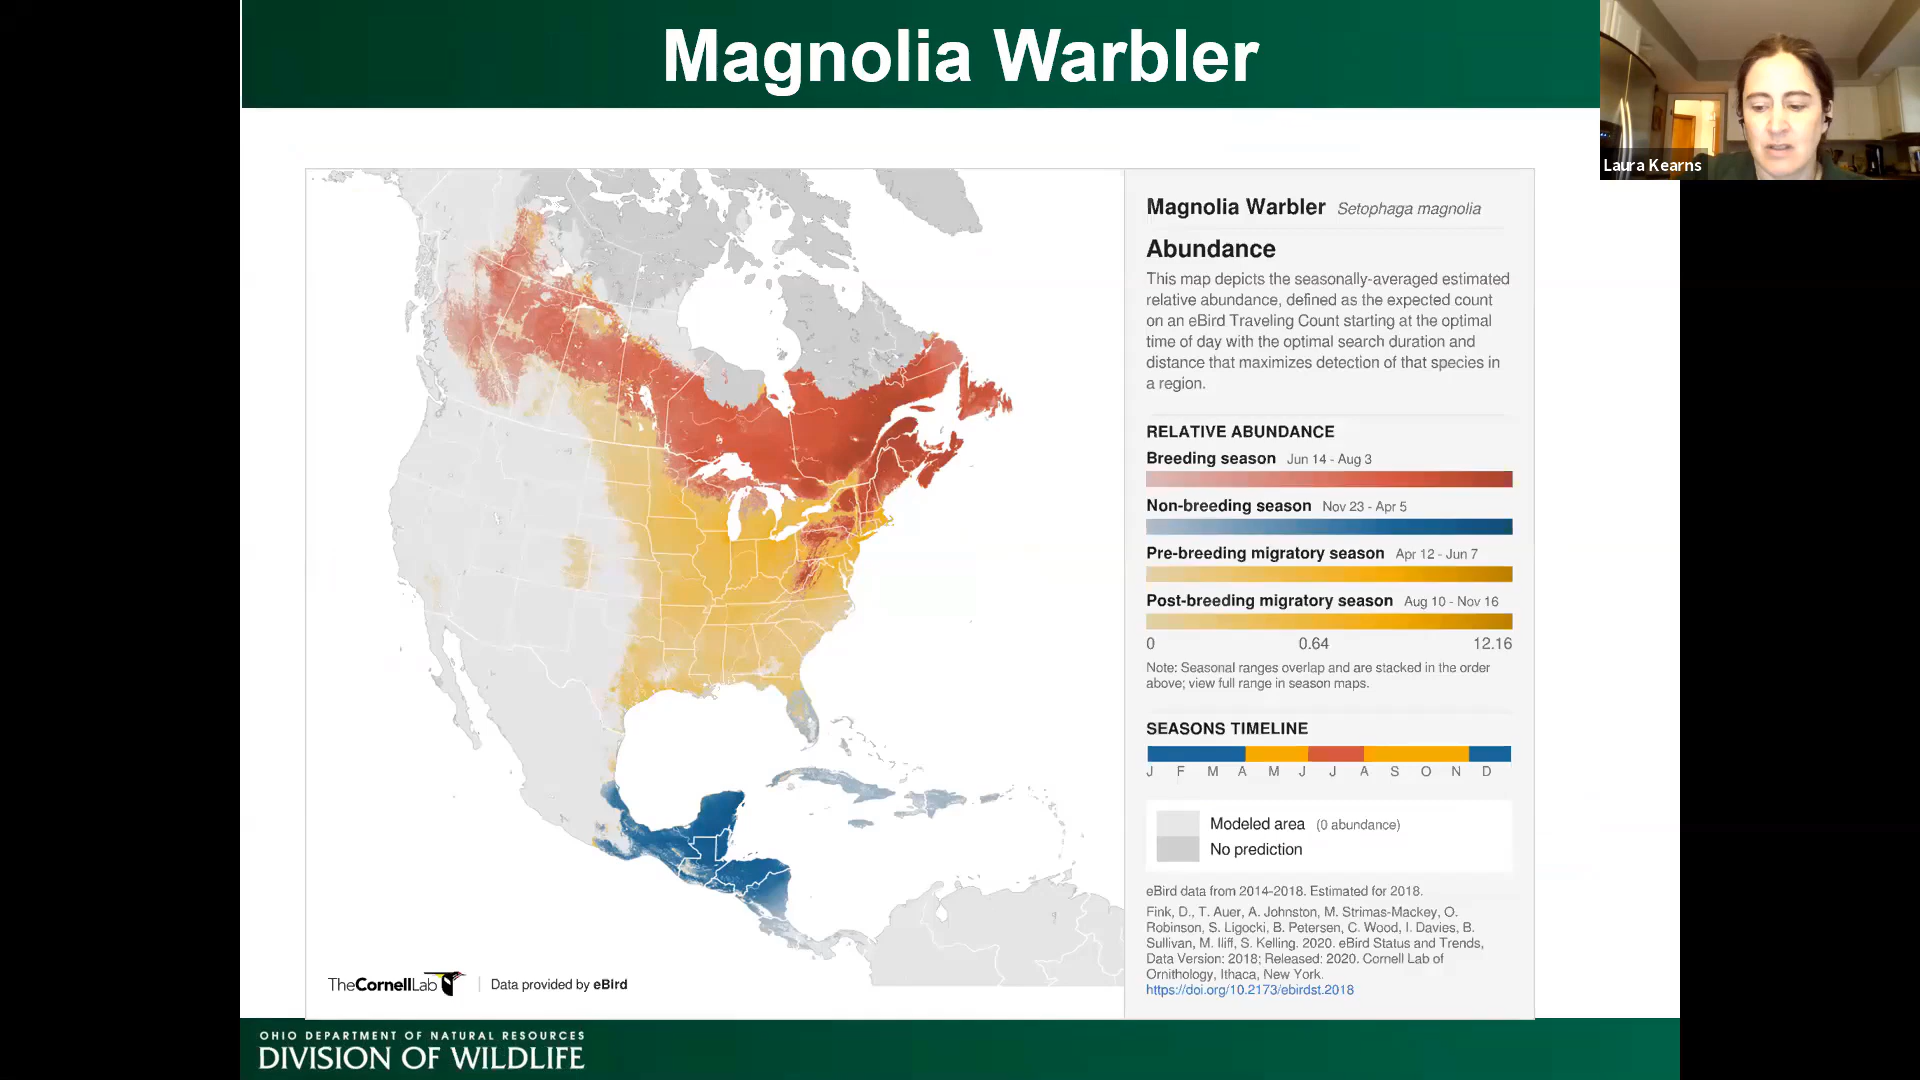 Magnolia Warbler
Laura Kearns
Magnolia Warbler Setophaga magnolia
Abundance
This map depicts the seasonally-averaged estimated
relative abundance, defined as the expected count
on an eBird Traveling Count starting at the optimal
time of day with the optimal search duration and
distance that maximizes detection of that species in
a region.
RELATIVE ABUNDANCE
Breeding season Jun 14 - Aug 3
Non-breeding season Nov 23 - Apr 5
Pre-breeding migratory season Apr 12 - Jun 7
Post-breeding migratory season Aug 10 - Nov 16
0 0.64 12.16
Note: Seasonal ranges overlap and are stacked in the order
above; view full range in season maps.
SEASONS TIMELINE
J F M A M J J A S O N D
Modeled area (0 abundance)
No prediction
eBird data from 2014-2018. Estimated for 2018.
Fink, D., T. Auer, A. Johnston, M. Strimas-Mackey, O.
Robinson, S. Ligocki, B. Petersen, C. Wood, I. Davies, B.
Sullivan, M. Iliff, S. Kelling. 2020. eBird Status and Trends,
Data Version: 2018; Released: 2020. Cornell Lab of
Ornithology, Ithaca, New York.
https://doi.org/10.2173/ebirdst.2018
TheCornellLab Data provided by eBird
OHIO DEPARTMENT OF NATURAL RESOURCES
DIVISION OF WILDLIFE